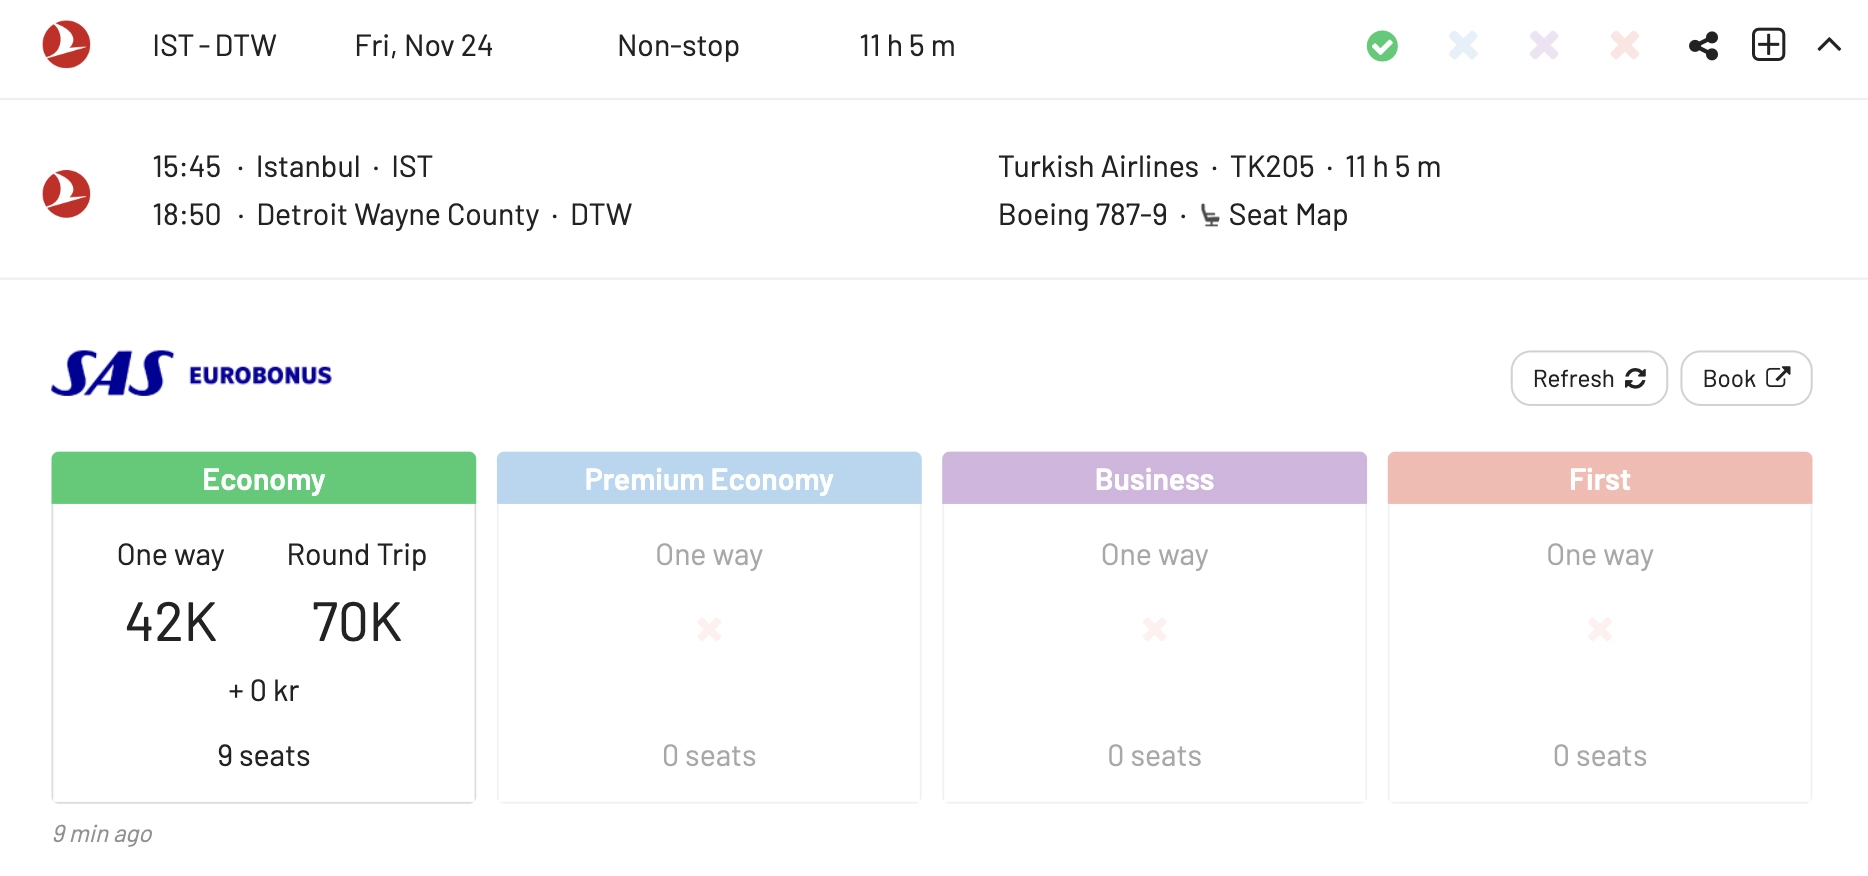 IST - DTW Fri, Nov 24 Non-stop 11 h 5 m
15:45 · Istanbul · IST Turkish Airlines · TK205 · 11 h 5 m
18:50 · Detroit Wayne County · DTW Boeing 787-9 · Seat Map
SAS EUROBONUS Refresh Book
Economy Premium Economy Business First
One way Round Trip One way One way One way
42K 70K
+ 0 kr
9 seats 0 seats 0 seats 0 seats
9 min ago